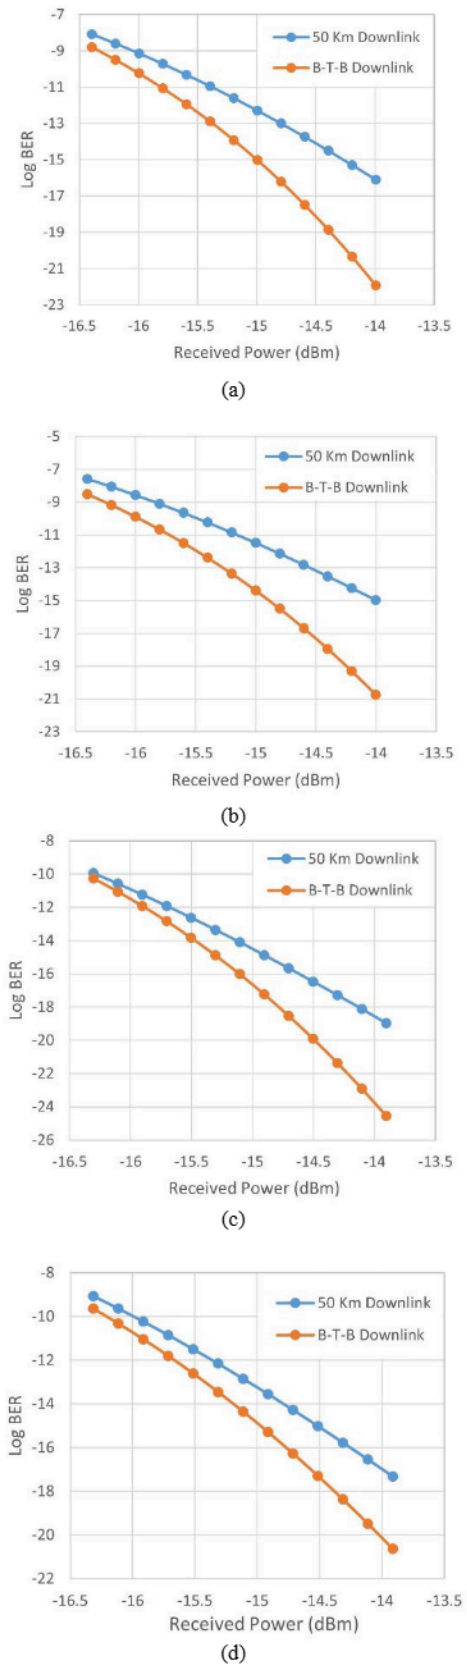 -7
50 Km Downlink
-9
B-T-B Downlink
-11
-13
-15
-17
-19
-21
-23
Log BER
-16.5 -16 -15.5 -15 -14.5 -14 -13.5
Received Power (dBm)
(a)
-5
50 Km Downlink
-7
B-T-B Downlink
-9
-11
-13
-15
-17
-19
-21
-23
Log BER
-16.5 -16 -15.5 -15 -14.5 -14 -13.5
Received Power (dBm)
(b)
-8
50 Km Downlink
-10
B-T-B Downlink
-12
-14
-16
-18
-20
-22
-24
-26
Log BER
-16.5 -16 -15.5 -15 -14.5 -14 -13.5
Received Power (dBm)
(c)
-8
50 Km Downlink
-10
B-T-B Downlink
-12
-14
-16
-18
-20
-22
Log BER
-16.5 -16 -15.5 -15 -14.5 -14 -13.5
Received Power (dBm)
(d)